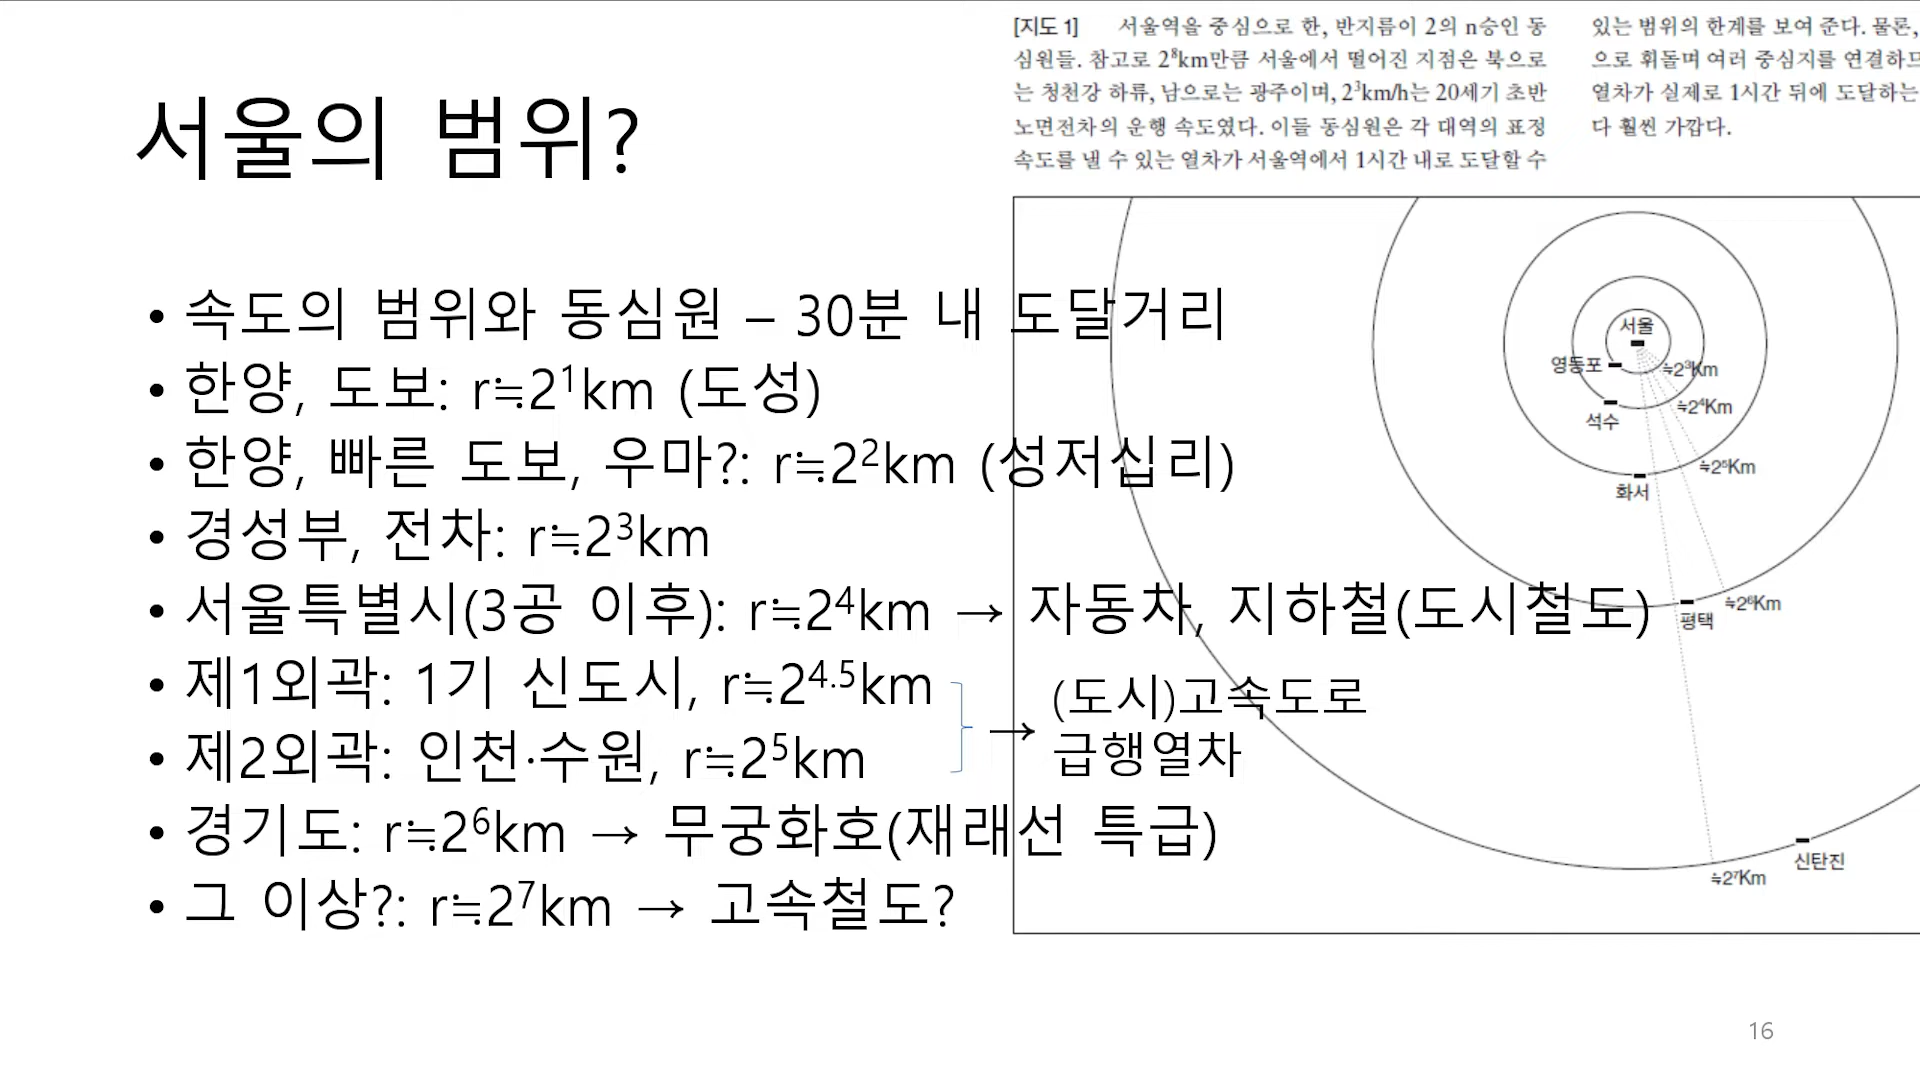 서울의 범위?
• 속도의 범위와 동심원 – 30분 내 도달거리
• 한양, 도보: r≒2¹km (도성)
• 한양, 빠른 도보, 우마?: r≒2²km (성저십리)
• 경성부, 전차: r≒2³km
• 서울특별시(3공 이후): r≒2⁴km → 자동차, 지하철(도시철도)
• 제1외곽: 1기 신도시, r≒2⁴·⁵km
• 제2외곽: 인천·수원, r≒2⁵km
→ (도시)고속도로
급행열차
• 경기도: r≒2⁶km → 무궁화호(재래선 특급)
• 그 이상?: r≒2⁷km → 고속철도?
[지도 1] 서울역을 중심으로 한, 반지름이 2의 n승인 동
심원들. 참고로 2⁸km만큼 서울에서 떨어진 지점은 북으로
는 청천강 하류, 남으로는 광주이며, 2³km/h는 20세기 초반
노면전차의 운행 속도였다. 이들 동심원은 각 대역의 표정
속도를 낼 수 있는 열차가 서울역에서 1시간 내로 도달할 수
있는 범위의 한계를 보여 준다. 물론,
으로 휘돌며 여러 중심지를 연결하므
열차가 실제로 1시간 뒤에 도달하는
다 훨씬 가깝다.
서울
영등포
≒2³Km
≒2⁴Km
석수
≒2⁵Km
화서
≒2⁶Km
평택
신탄진
≒2⁷Km
16